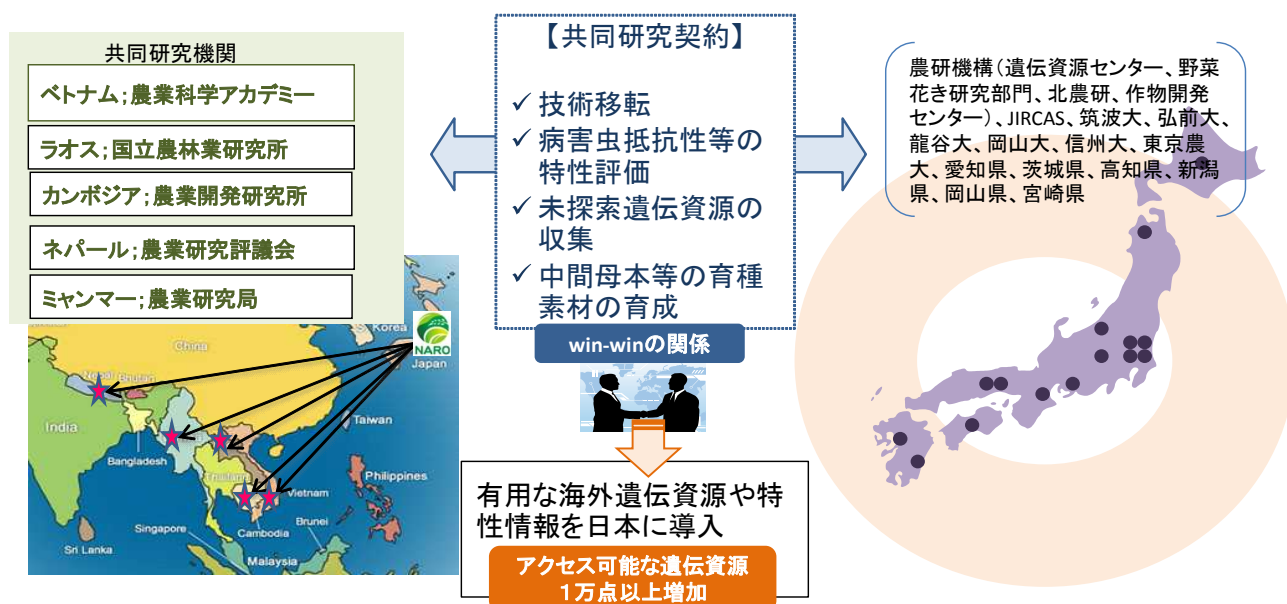 共同研究機関
ベトナム;農業科学アカデミー
ラオス;国立農林業研究所
カンボジア;農業開発研究所
ネパール;農業研究評議会
ミャンマー;農業研究局
【共同研究契約】
✓ 技術移転
✓ 病害虫抵抗性等の
特性評価
✓ 未探索遺伝資源の
収集
✓ 中間母本等の育種
素材の育成
win-winの関係
農研機構(遺伝資源センター、野菜
花き研究部門、北農研、作物開発
センター)、JIRCAS、筑波大、弘前大、
龍谷大、岡山大、信州大、東京農
大、愛知県、茨城県、高知県、新潟
県、岡山県、宮崎県
China
S Korea
NARO
Japan
Nepal
Bhutan
India
Taiwan
Bangladesh
Thailand
Philippines
Vietnam
Cambodia
Singapore
Brunei
Sri Lanka
Malaysia
有用な海外遺伝資源や特
性情報を日本に導入
アクセス可能な遺伝資源
1万点以上増加